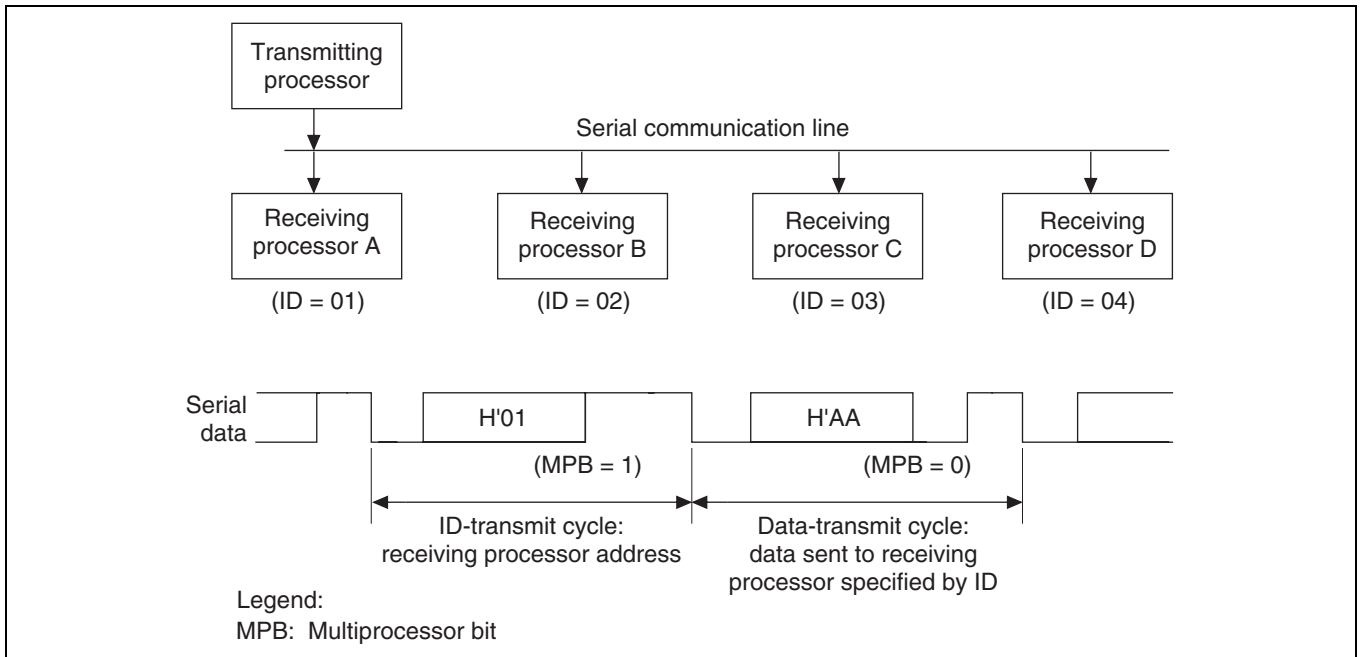 Transmitting
processor
Serial communication line
Receiving
processor A
Receiving
processor B
Receiving
processor C
Receiving
processor D
(ID = 01)
(ID = 02)
(ID = 03)
(ID = 04)
Serial
data
H'01
H'AA
(MPB = 1)
(MPB = 0)
ID-transmit cycle:
receiving processor address
Data-transmit cycle:
data sent to receiving
processor specified by ID
Legend:
MPB: Multiprocessor bit